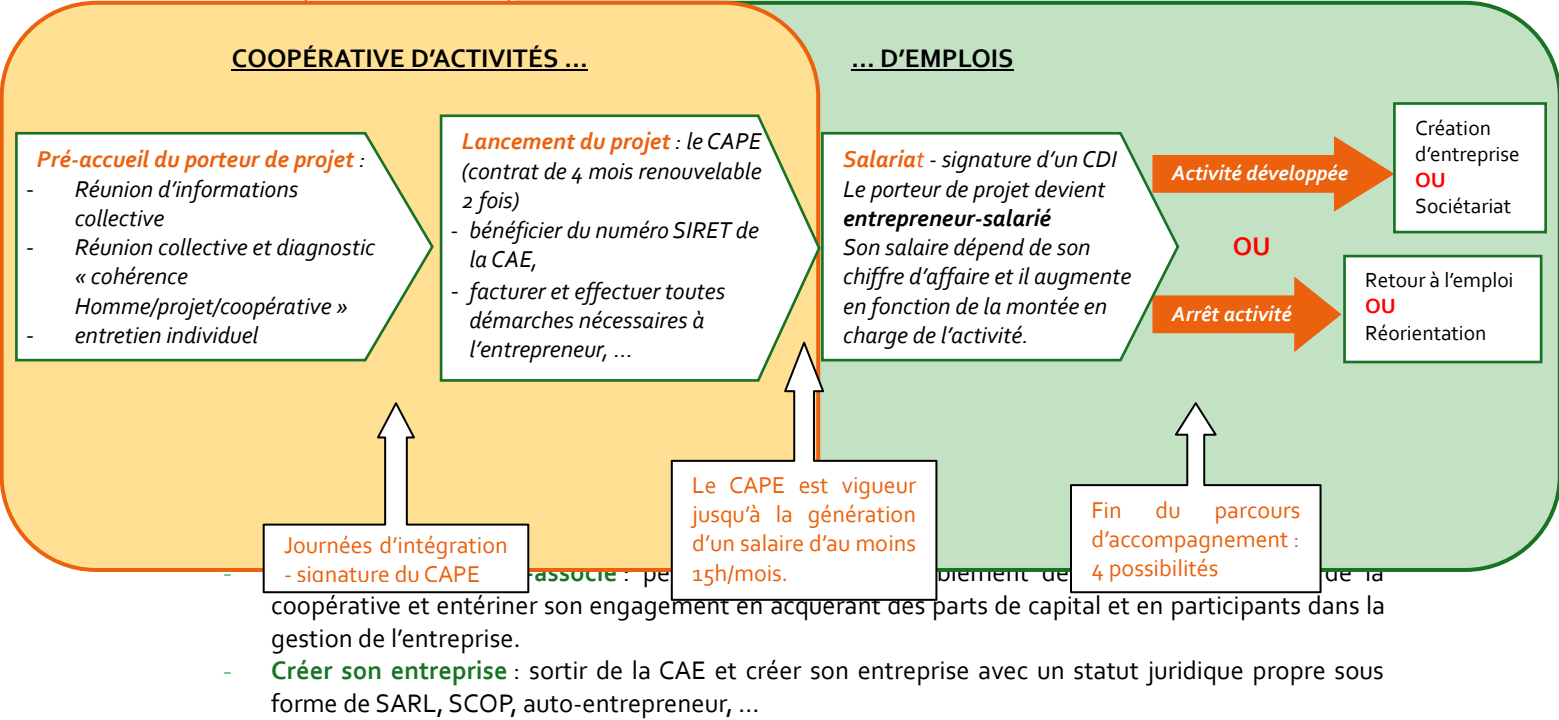 COOPÉRATIVE D'ACTIVITÉS ...
... D'EMPLOIS
Pré-accueil du porteur de projet :
- Réunion d'informations
collective
- Réunion collective et diagnostic
« cohérence
Homme/projet/coopérative »
- entretien individuel
Lancement du projet : le CAPE
(contrat de 4 mois renouvelable
2 fois)
- bénéficier du numéro SIRET de
la CAE,
- facturer et effectuer toutes
démarches nécessaires à
l'entrepreneur, ...
Salariat - signature d'un CDI
Le porteur de projet devient
entrepreneur-salarié
Son salaire dépend de son
chiffre d'affaire et il augmente
en fonction de la montée en
charge de l'activité.
Activité développée
OU
Arrêt activité
Création
d'entreprise
OU
Sociétariat
Retour à l'emploi
OU
Réorientation
Journées d'intégration
- signature du CAPE
Le CAPE est vigueur
jusqu'à la génération
d'un salaire d'au moins
15h/mois.
Fin du parcours
d'accompagnement :
4 possibilités
- -associé : de la
coopérative et entériner son engagement en acquérant des parts de capital et en participants dans la
gestion de l'entreprise.
- Créer son entreprise : sortir de la CAE et créer son entreprise avec un statut juridique propre sous
forme de SARL, SCOP, auto-entrepreneur, ...